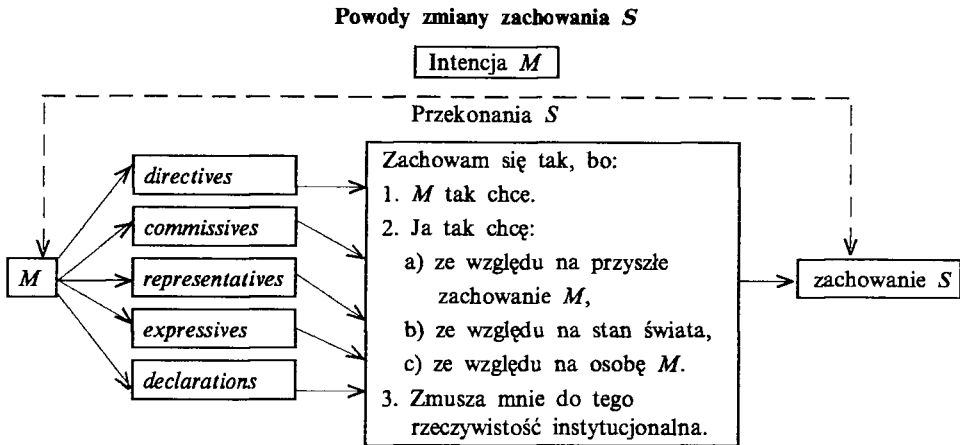 Powody zmiany zachowania S
Intencja M
Przekonania S
M
directives
commissives
representatives
expressives
declarations
Zachowam się tak, bo:
1. M tak chce.
2. Ja tak chcę:
a) ze względu na przyszłe
zachowanie M,
b) ze względu na stan świata,
c) ze względu na osobę M.
3. Zmusza mnie do tego
rzeczywistość instytucjonalna.
zachowanie S